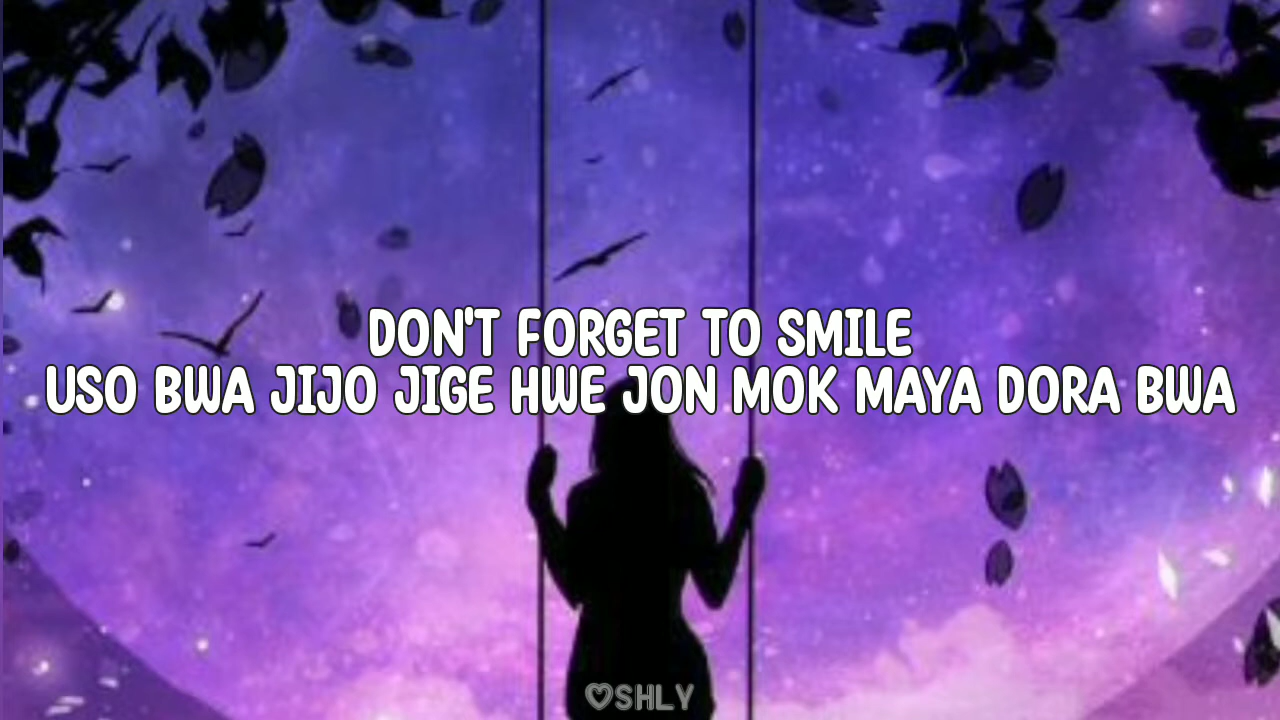 DON'T FORGET TO SMILE
USO BWA JIJO JIGE HWE JON MOK MAYA DORA BWA
♡SHLY